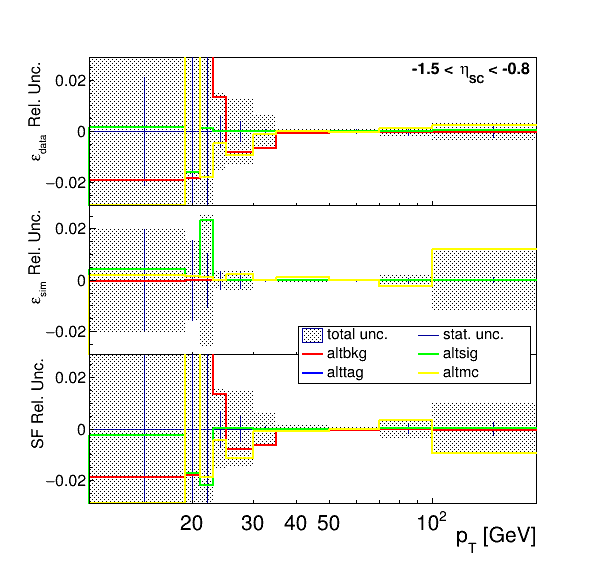 -1.5 < η_SC < -0.8
ε_data Rel. Unc.
0.02
0
−0.02
ε_sim Rel. Unc.
0.02
0
−0.02
total unc. stat. unc.
altbkg altsig
alttag altmc
SF Rel. Unc.
0.02
0
−0.02
20 30 40 50 10²
p_T [GeV]